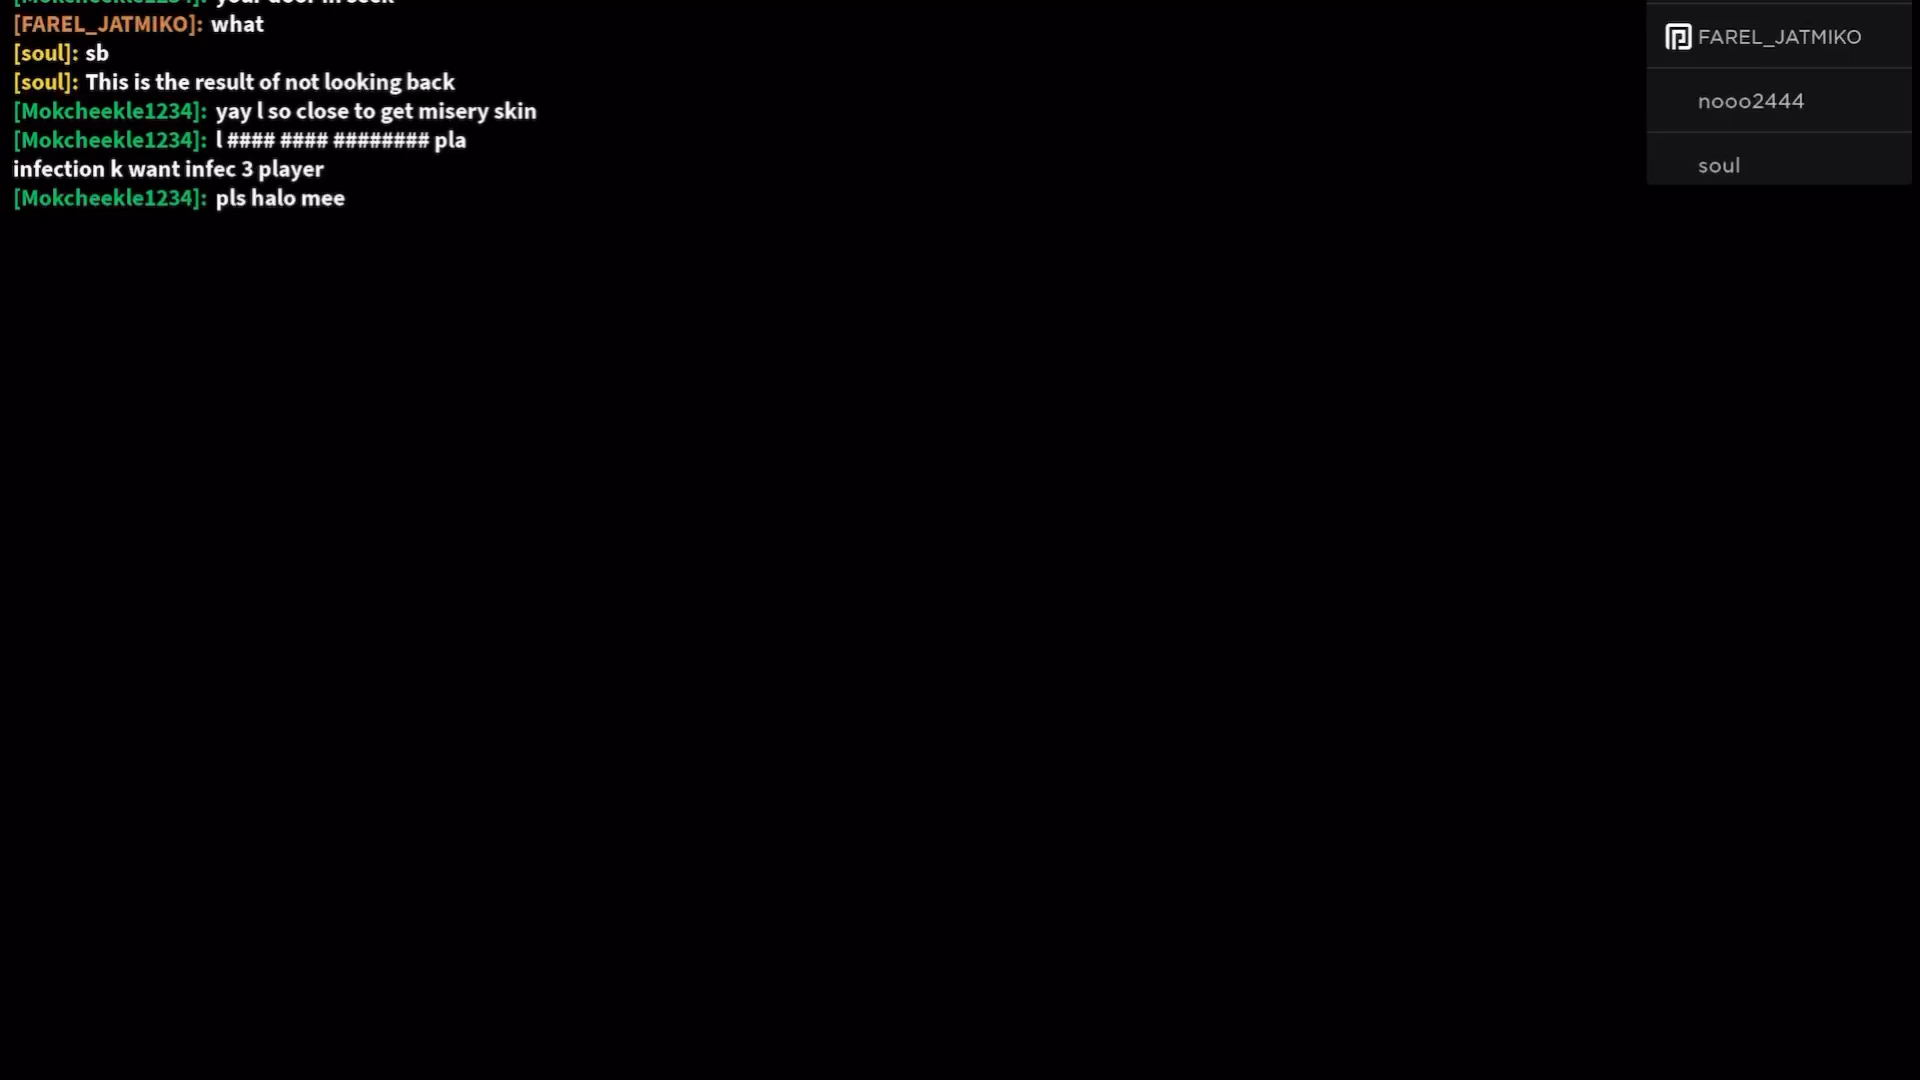 [FAREL_JATMIKO]: what
[soul]: sb
[soul]: This is the result of not looking back
[Mokcheekle1234]: yay l so close to get misery skin
[Mokcheekle1234]: l #### #### ######## pla
infection k want infec 3 player
[Mokcheekle1234]: pls halo mee
FAREL_JATMIKO
nooo2444
soul